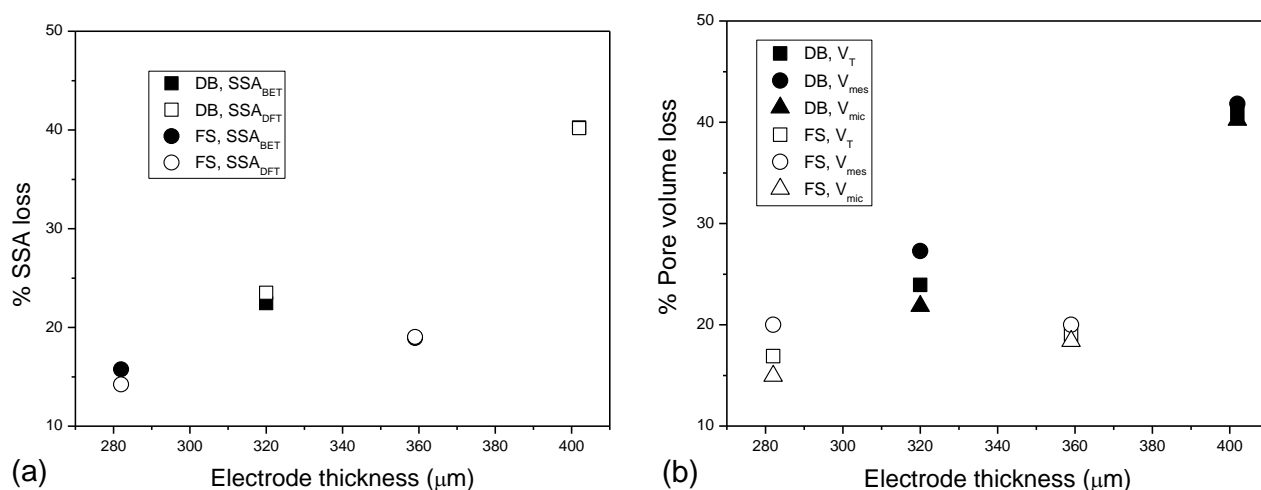 50
40
30
20
10
% SSA loss
DB, SSA_BET
DB, SSA_DFT
FS, SSA_BET
FS, SSA_DFT
280 300 320 340 360 380 400
Electrode thickness (μm)
(a)
50
40
30
20
10
% Pore volume loss
DB, V_T
DB, V_mes
DB, V_mic
FS, V_T
FS, V_mes
FS, V_mic
280 300 320 340 360 380 400
Electrode thickness (μm)
(b)